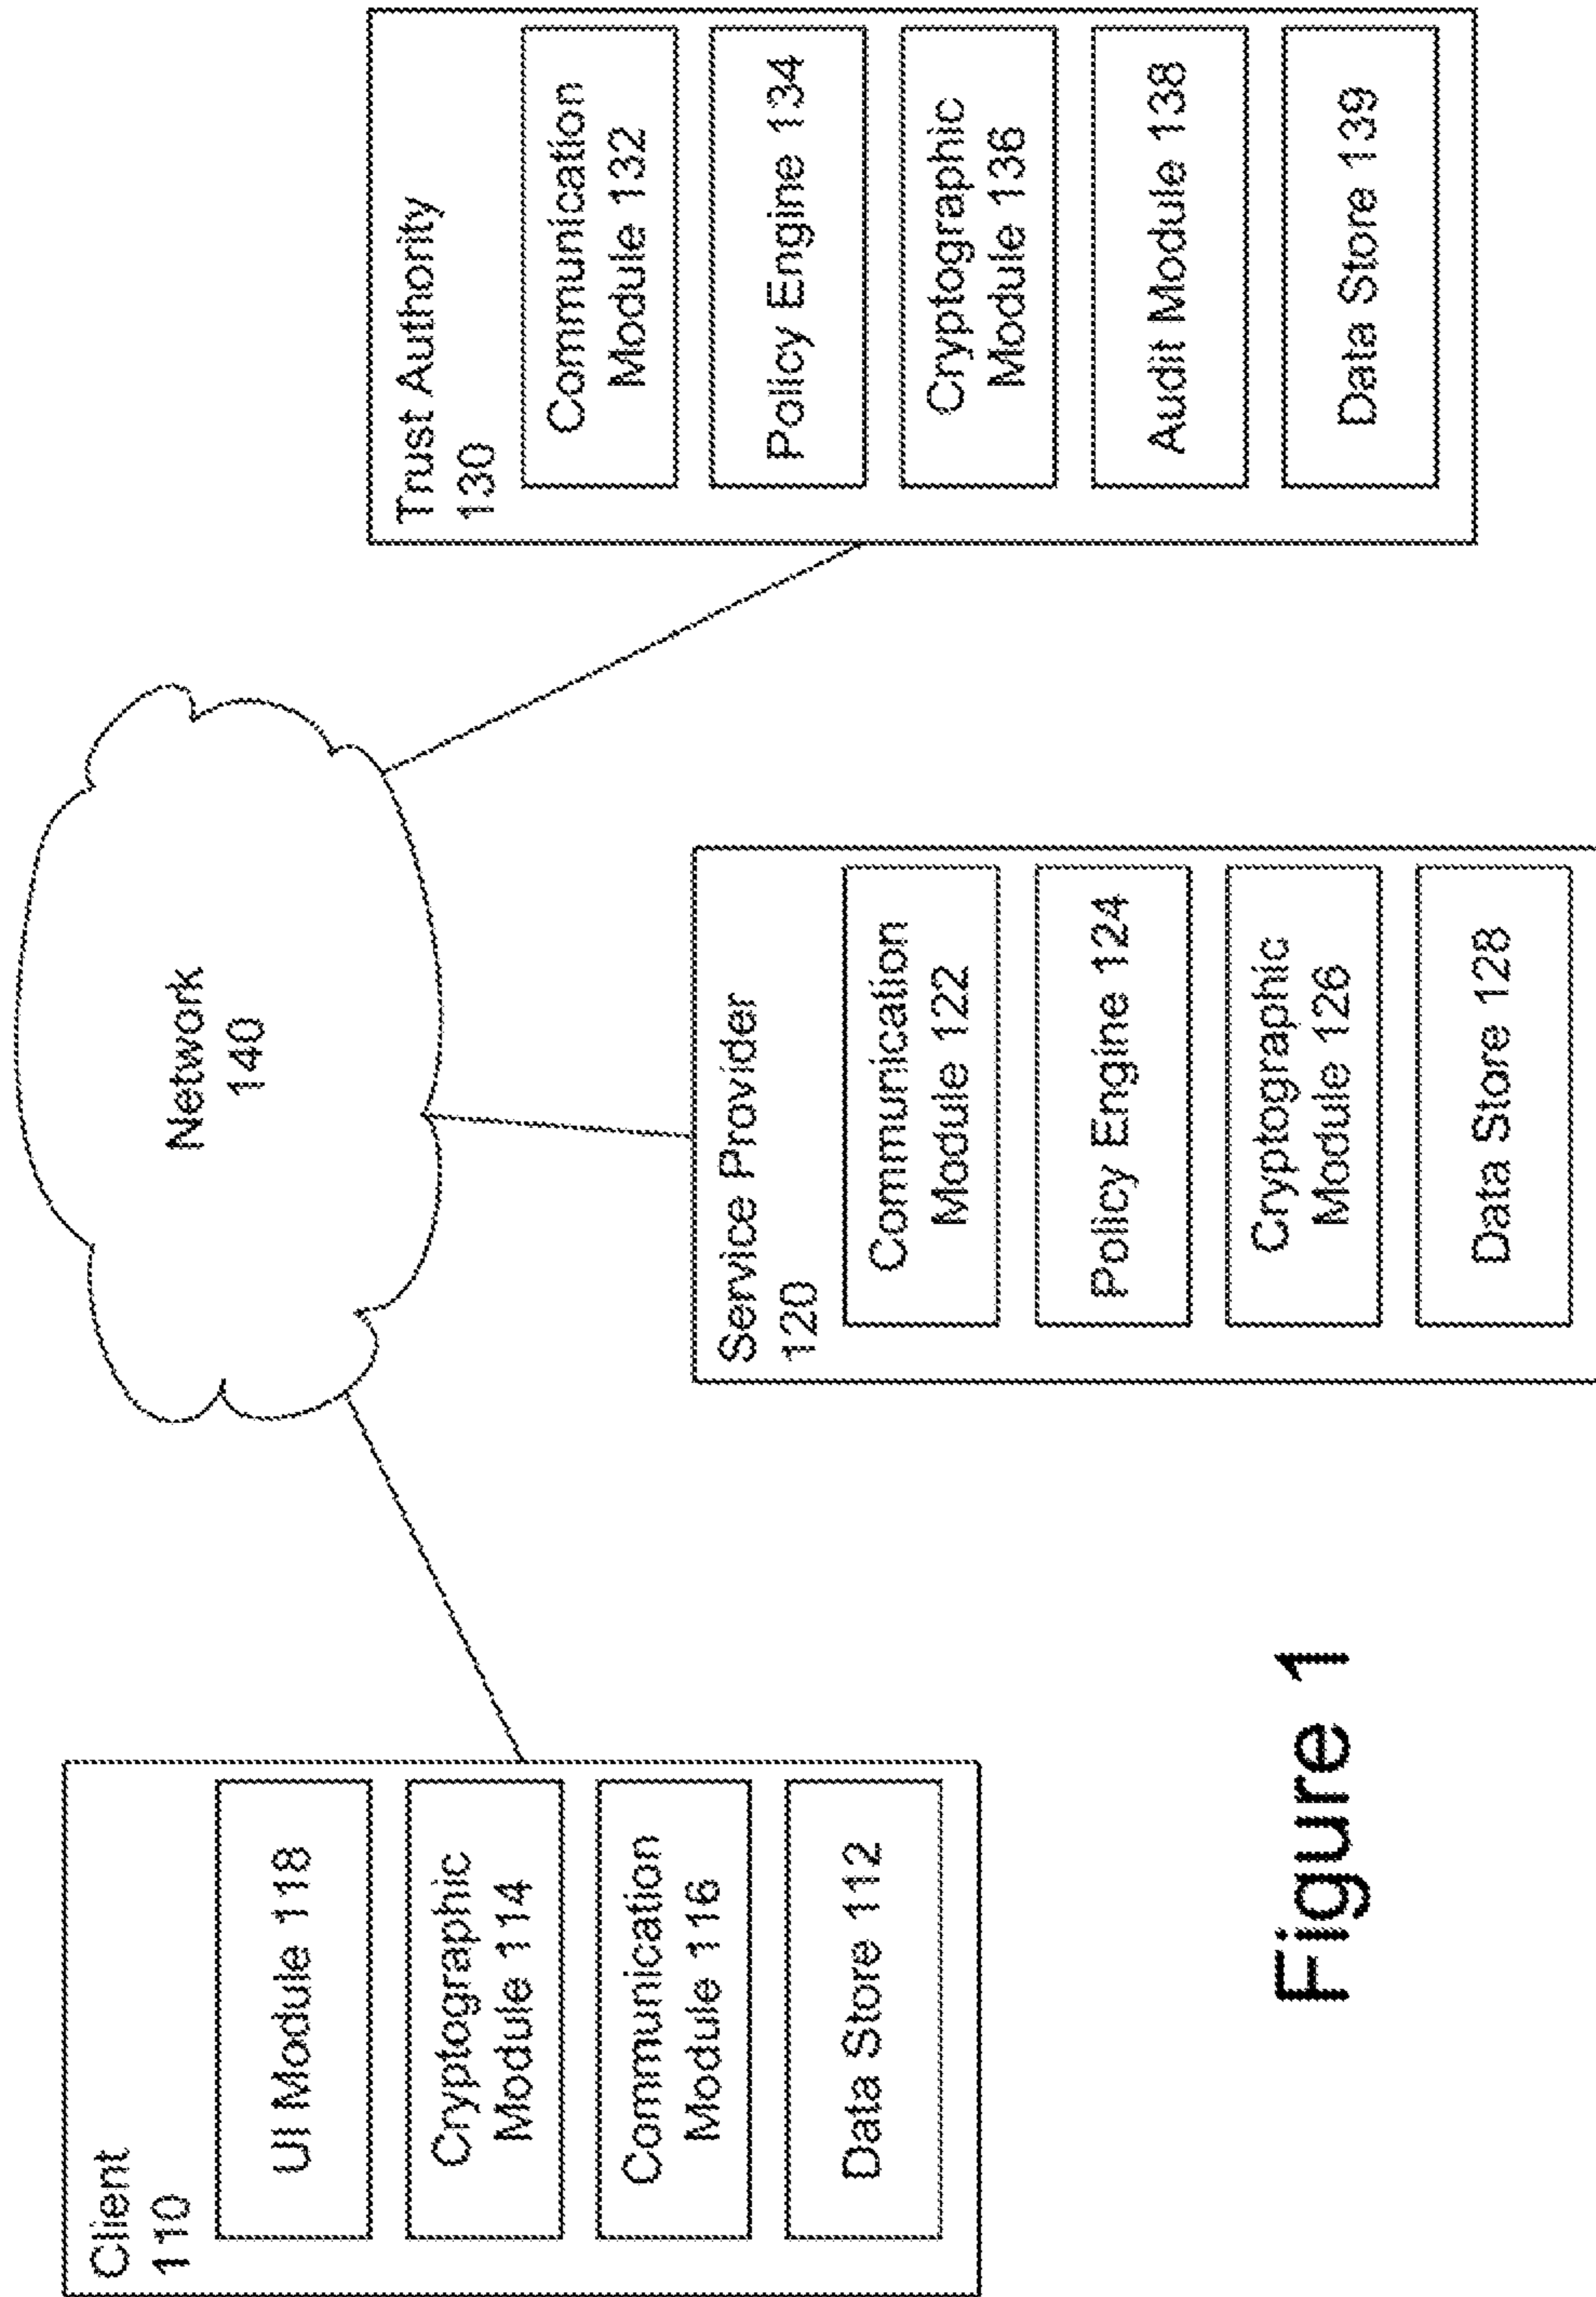 Network
140
Client
110
UI Module 118
Cryptographic
Module 114
Communication
Module 116
Data Store 112
Service Provider
120
Communication
Module 122
Policy Engine 124
Cryptographic
Module 126
Data Store 128
Trust Authority
130
Communication
Module 132
Policy Engine 134
Cryptographic
Module 136
Audit Module 138
Data Store 139
Figure 1